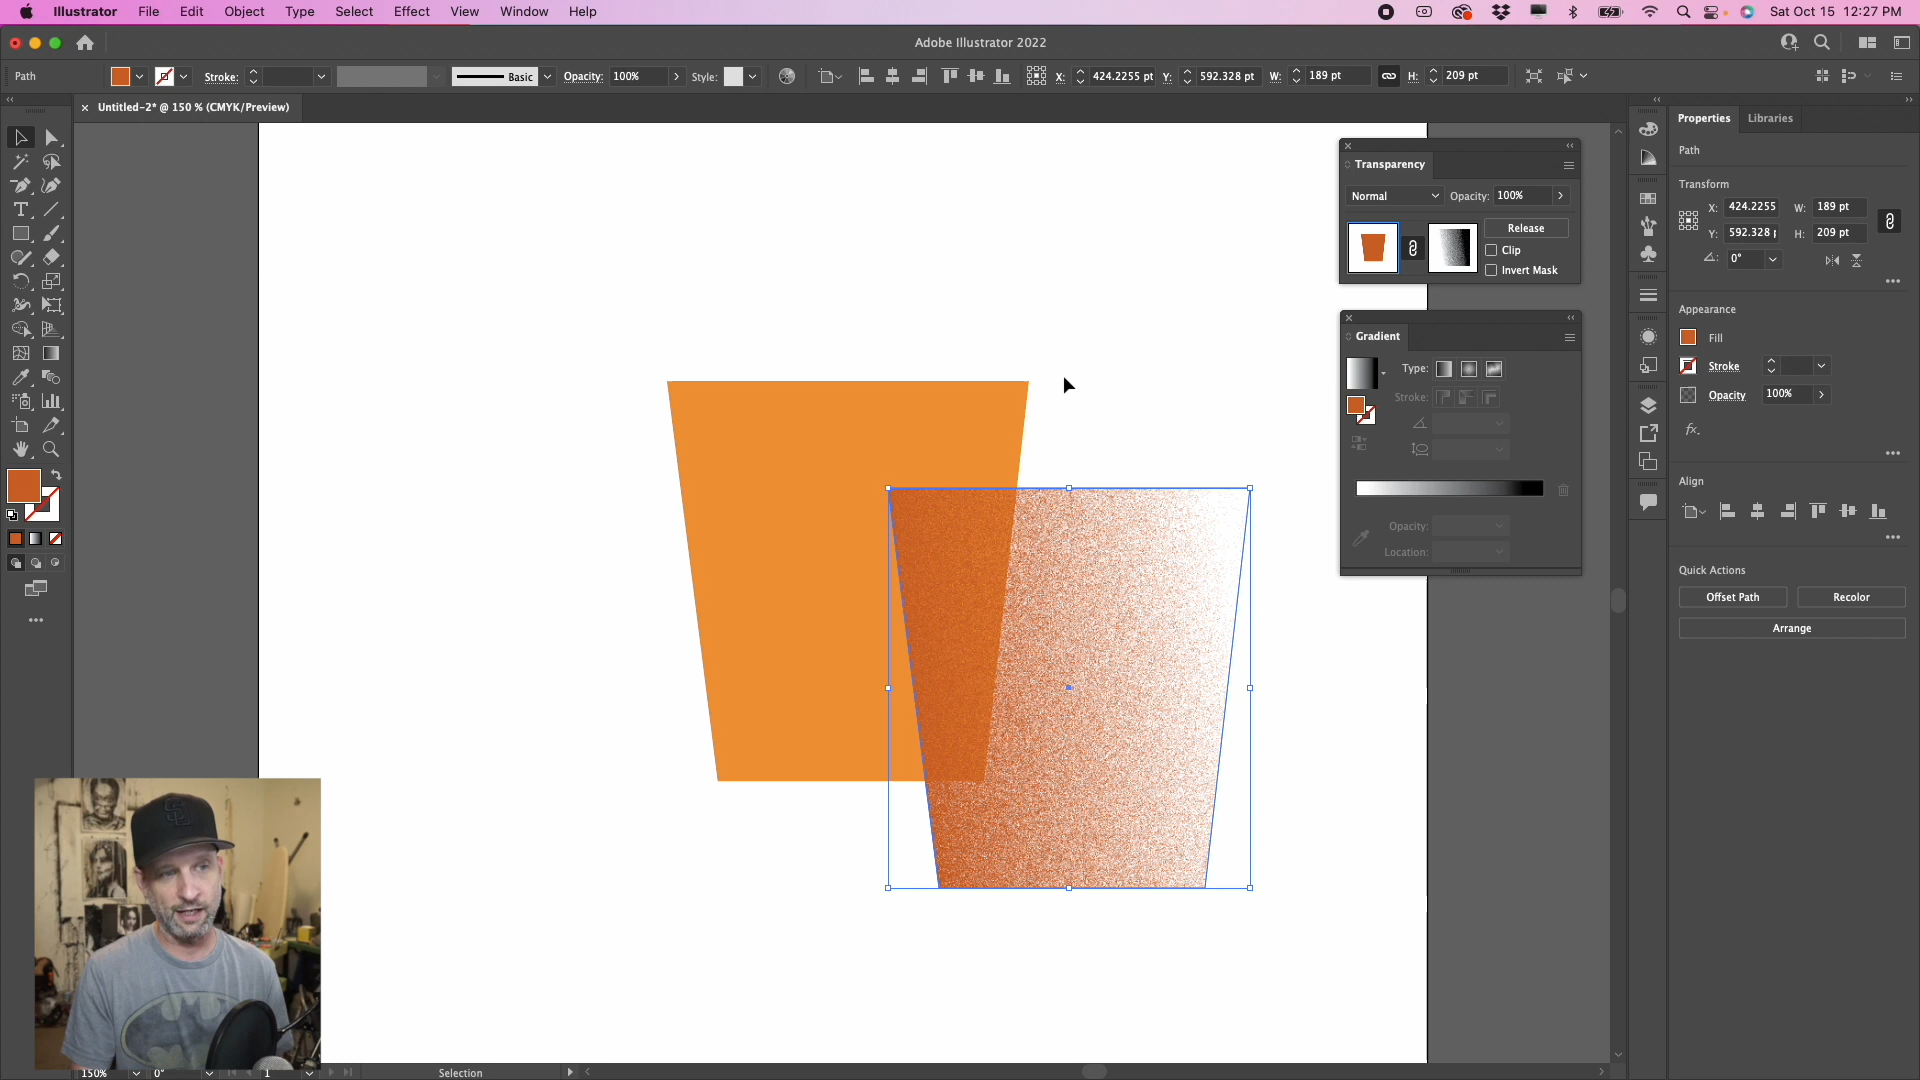 Illustrator File Edit Object Type Select Effect View Window Help
Sat Oct 15 12:27 PM
Adobe Illustrator 2022
Path Stroke: Basic Opacity: 100% Style: X: 424.2255 pt Y: 592.328 pt W: 189 pt H: 209 pt
Untitled-2* @ 150 % (CMYK/Preview)
Transparency
Normal Opacity: 100%
Release
Clip
Invert Mask
Gradient
Type:
Stroke:
Opacity:
Location:
Properties Libraries
Path
Transform
X: 424.2255 W: 189 pt
Y: 592.328 p H: 209 pt
0°
Appearance
Fill
Stroke
Opacity 100%
fx.
Align
Quick Actions
Offset Path Recolor
Arrange
150% 0° 1 Selection